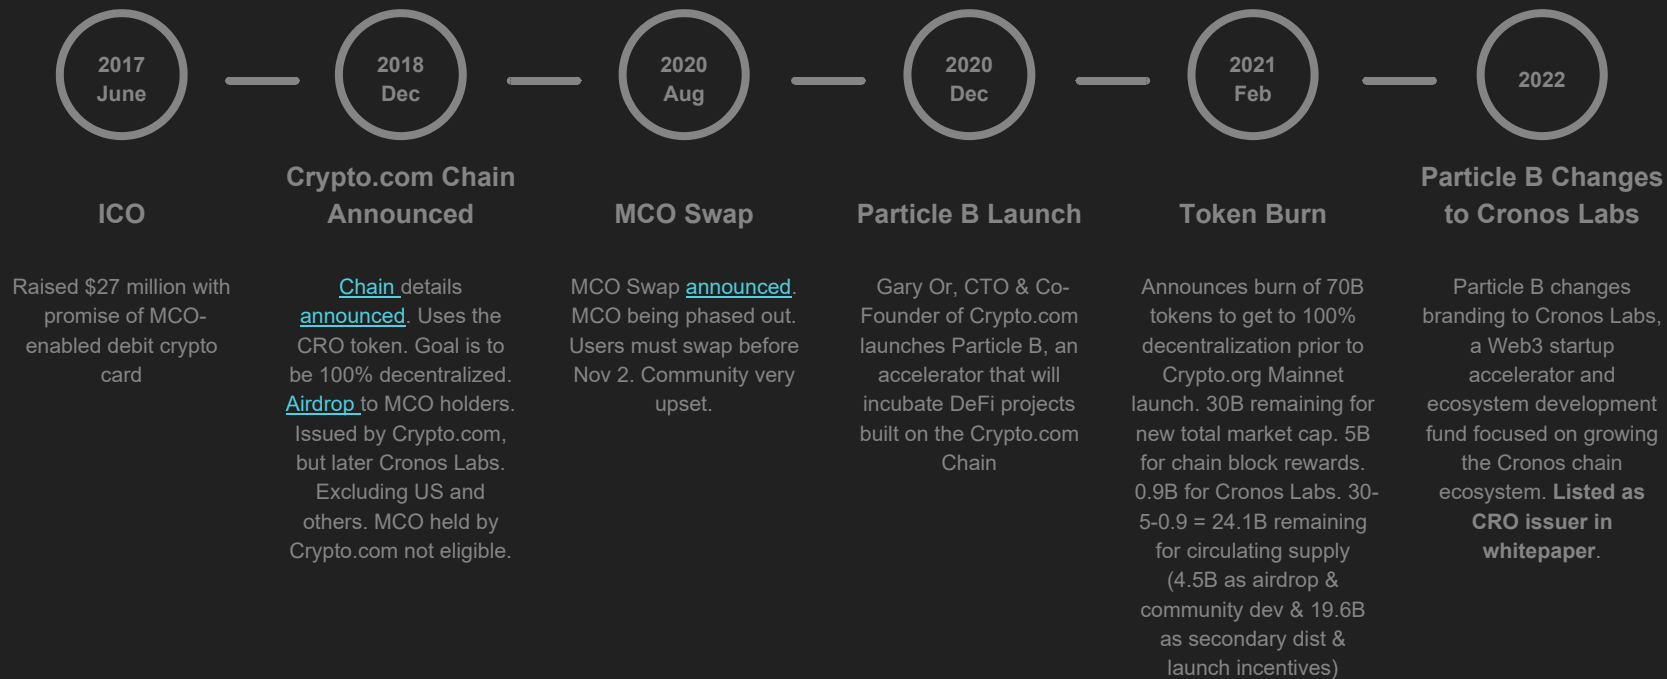 2017
June
2018
Dec
2020
Aug
2020
Dec
2021
Feb
2022
ICO
Crypto.com Chain
Announced
MCO Swap
Particle B Launch
Token Burn
Particle B Changes
to Cronos Labs
Raised $27 million with
promise of MCO-
enabled debit crypto
card
Chain details
announced. Uses the
CRO token. Goal is to
be 100% decentralized.
Airdrop to MCO holders.
Issued by Crypto.com,
but later Cronos Labs.
Excluding US and
others. MCO held by
Crypto.com not eligible.
MCO Swap announced.
MCO being phased out.
Users must swap before
Nov 2. Community very
upset.
Gary Or, CTO & Co-
Founder of Crypto.com
launches Particle B, an
accelerator that will
incubate DeFi projects
built on the Crypto.com
Chain
Announces burn of 70B
tokens to get to 100%
decentralization prior to
Crypto.org Mainnet
launch. 30B remaining for
new total market cap. 5B
for chain block rewards.
0.9B for Cronos Labs. 30-
5-0.9 = 24.1B remaining
for circulating supply
(4.5B as airdrop &
community dev & 19.6B
as secondary dist &
launch incentives)
Particle B changes
branding to Cronos Labs,
a Web3 startup
accelerator and
ecosystem development
fund focused on growing
the Cronos chain
ecosystem. Listed as
CRO issuer in
whitepaper.